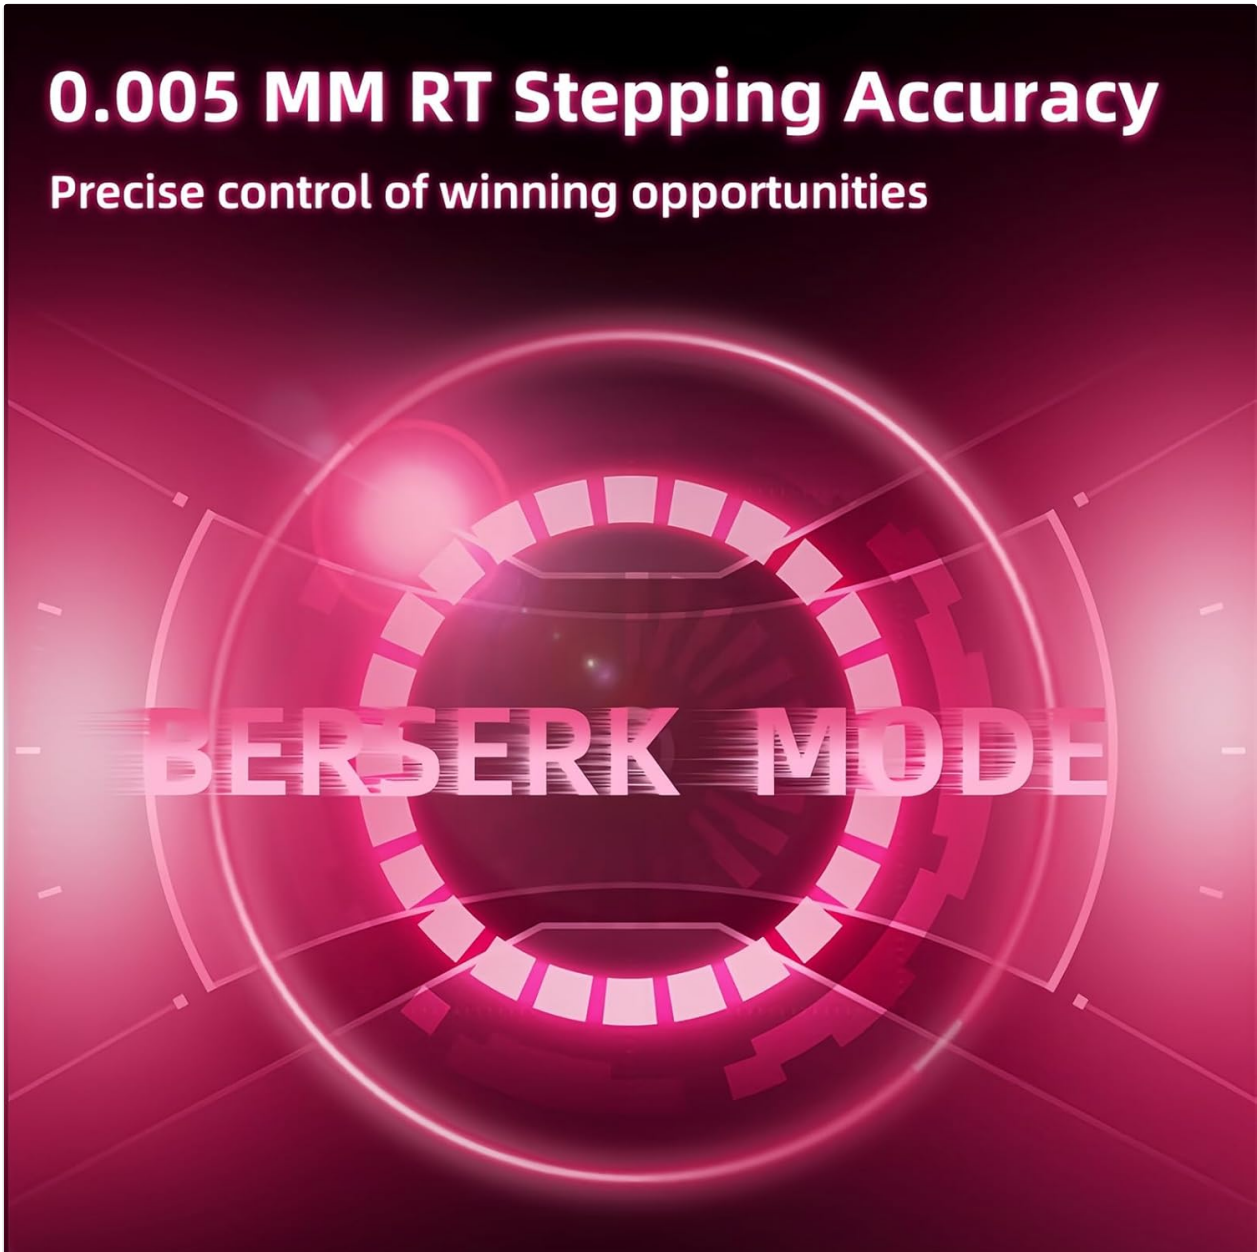 0.005 MM RT Stepping Accuracy
Precise control of winning opportunities
BERSERK MODE